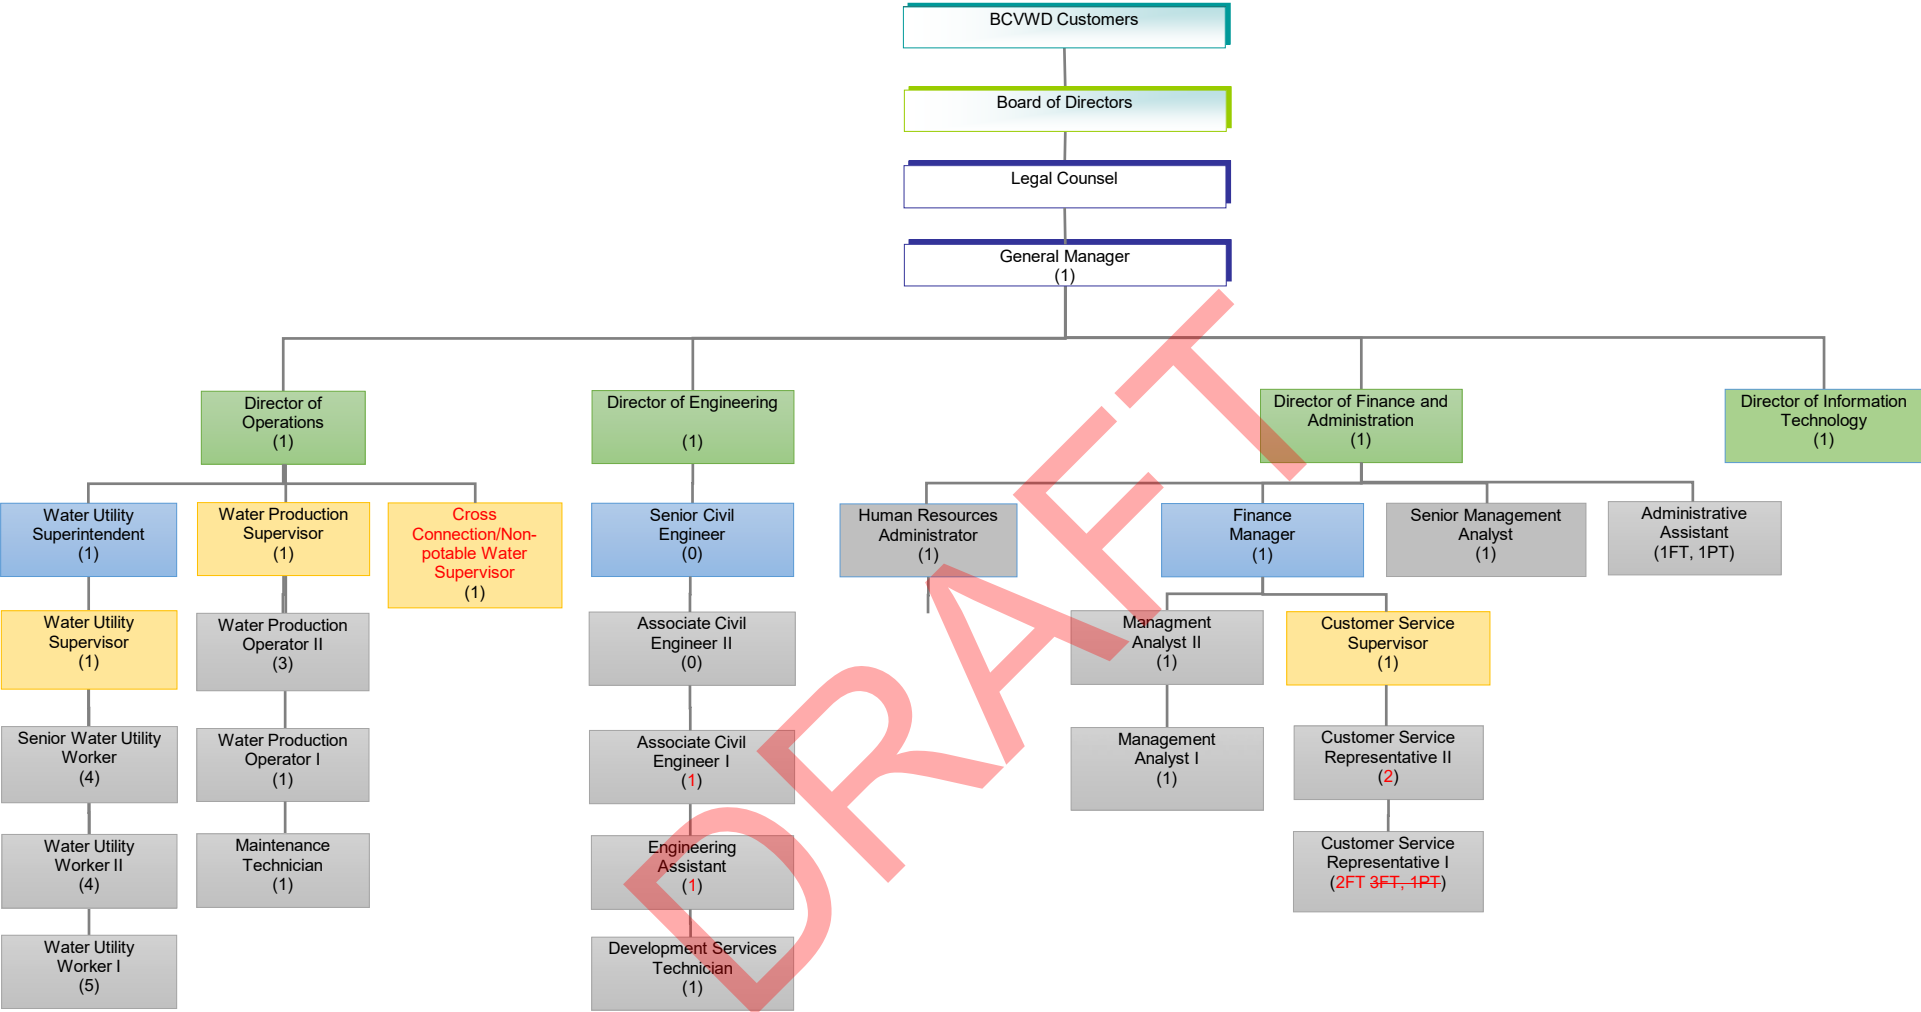 BCVWD Customers
Board of Directors
Legal Counsel
General Manager
(1)
Director of
Operations
(1)
Director of Engineering
(1)
Director of Finance and
Administration
(1)
Director of Information
Technology
(1)
Water Utility
Superintendent
(1)
Water Production
Supervisor
(1)
Cross
Connection/Non-
potable Water
Supervisor
(1)
Senior Civil
Engineer
(0)
Human Resources
Administrator
(1)
Finance
Manager
(1)
Senior Management
Analyst
(1)
Administrative
Assistant
(1FT, 1PT)
Water Utility
Supervisor
(1)
Water Production
Operator II
(3)
Associate Civil
Engineer II
(0)
Managment
Analyst II
(1)
Customer Service
Supervisor
(1)
Senior Water Utility
Worker
(4)
Water Production
Operator I
(1)
Associate Civil
Engineer I
(1)
Management
Analyst I
(1)
Customer Service
Representative II
(2)
Water Utility
Worker II
(4)
Maintenance
Technician
(1)
Engineering
Assistant
(1)
Customer Service
Representative I
(2FT 3FT, 1PT)
Water Utility
Worker I
(5)
Development Services
Technician
(1)
DRAFT